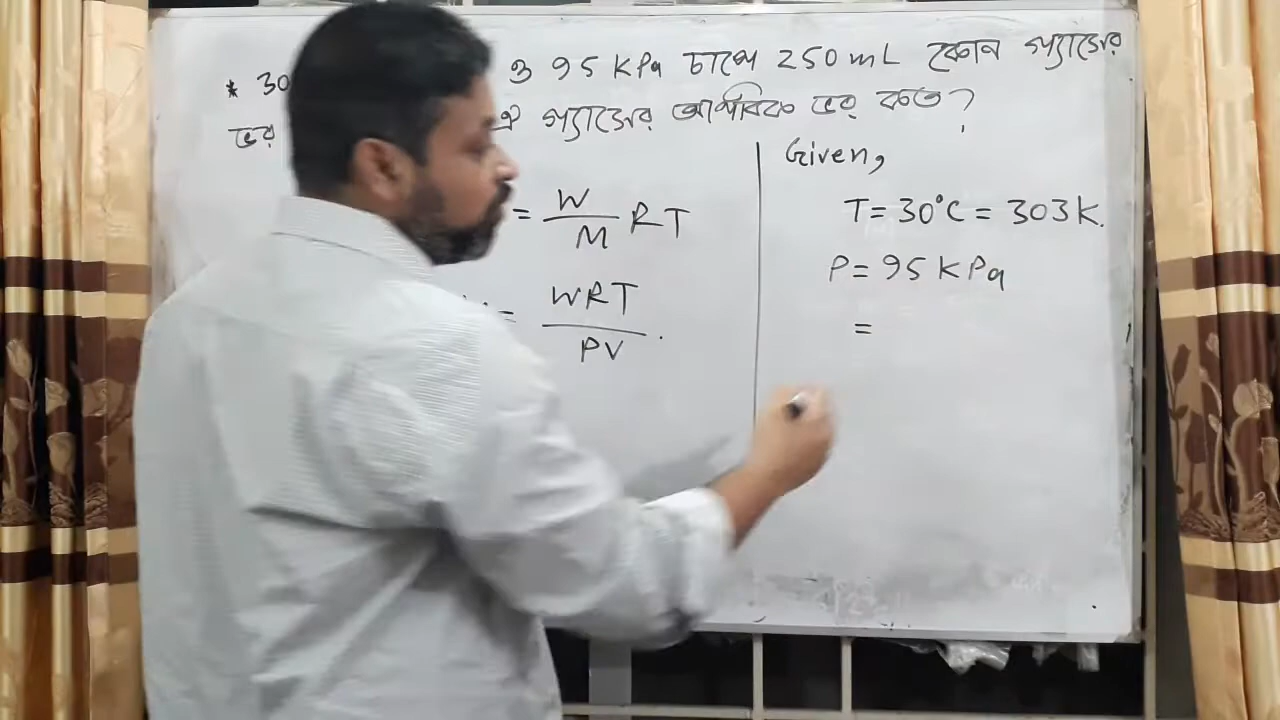 * 30 ও 95 KPa চাপে 250 mL কোন গ্যাসের
ভর ঐ গ্যাসের আণবিক ভর কত?
= W/M RT
= WRT/PV.
Given,
T = 30°C = 303K.
P = 95 KPa
=